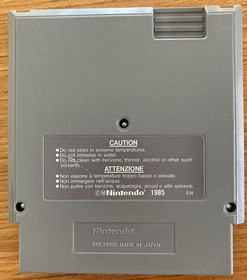 CAUTION
• Do not store in extreme temperatures.
• Do not immerse in water.
• Do not clean with benzene, thinner, alcohol or other such
solvents.
ATTENZIONE
• Non esporre a temperature troppo basse o elevate.
• Non immergere nell'acqua.
• Non pulire con benzina, acquaragia, alcool o altri solventi.
©Nintendo 1985 EAI
Nintendo
PAT. PEND. MADE IN JAPAN